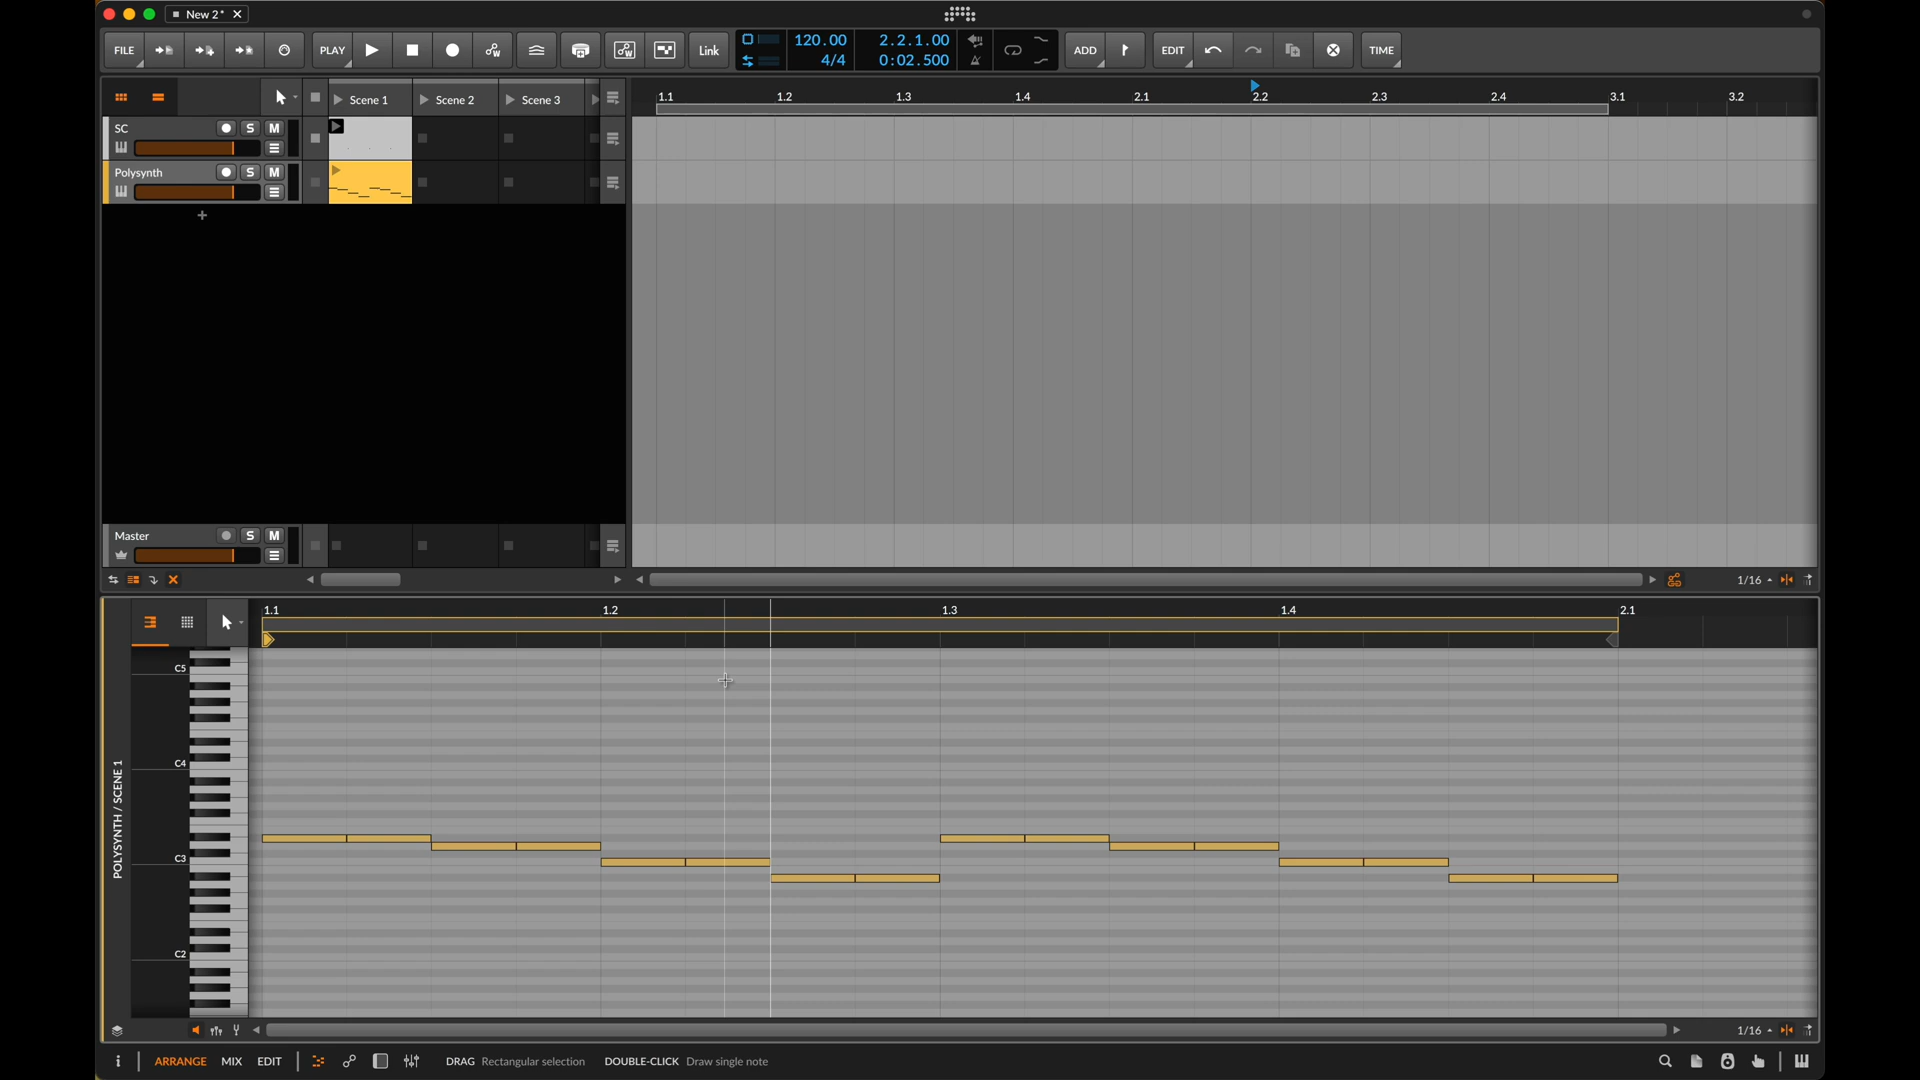 New 2*
FILE PLAY Link 120.00 4/4 2.2.1.00 0:02.500 ADD EDIT TIME
Scene 1 Scene 2 Scene 3
1.1 1.2 1.3 1.4 2.1 2.2 2.3 2.4 3.1 3.2
SC S M
Polysynth S M
+
Master S M
1/16
1.1 1.2 1.3 1.4 2.1
C5
C4
C3
C2
POLYSYNTH / SCENE 1
1/16
i ARRANGE MIX EDIT DRAG Rectangular selection DOUBLE-CLICK Draw single note